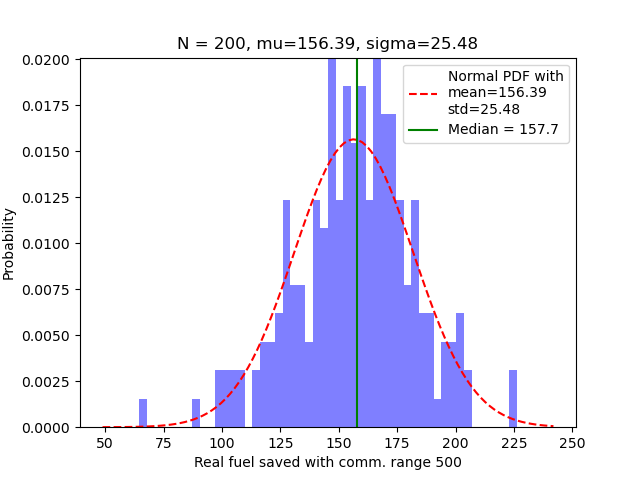 N = 200, mu=156.39, sigma=25.48
0.0200
0.0175
0.0150
0.0125
0.0100
0.0075
0.0050
0.0025
0.0000
Probability
Normal PDF with
mean=156.39
std=25.48
Median = 157.7
50 75 100 125 150 175 200 225 250
Real fuel saved with comm. range 500